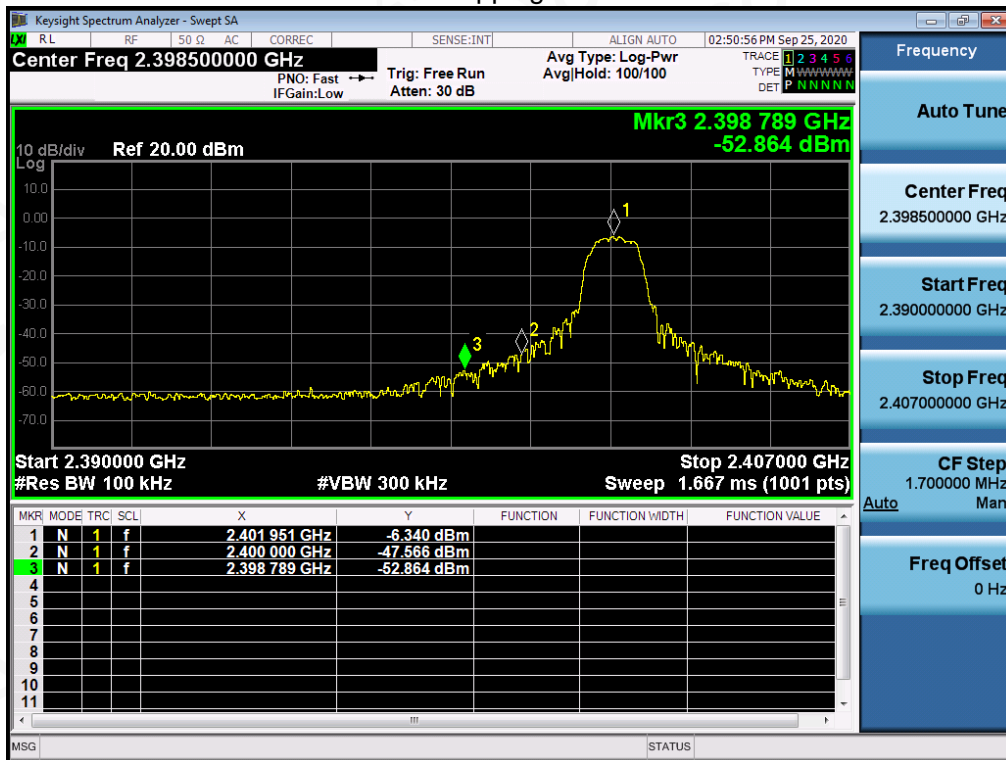 Keysight Spectrum Analyzer - Swept SA
LXI RL RF 50 Ω AC CORREC SENSE:INT ALIGN AUTO 02:50:56 PM Sep 25, 2020
Center Freq 2.398500000 GHz
PNO: Fast
IFGain:Low
Trig: Free Run
Atten: 30 dB
Avg Type: Log-Pwr
Avg|Hold: 100/100
TRACE 1 2 3 4 5 6
TYPE M WWWWW
DET P N N N N N
Mkr3 2.398 789 GHz
-52.864 dBm
10 dB/div Ref 20.00 dBm
Log
10.0
0.00
-10.0
-20.0
-30.0
-40.0
-50.0
-60.0
-70.0
1
2
3
Start 2.390000 GHz Stop 2.407000 GHz
#Res BW 100 kHz #VBW 300 kHz Sweep 1.667 ms (1001 pts)
MKR MODE TRC SCL X Y FUNCTION FUNCTION WIDTH FUNCTION VALUE
1 N 1 f 2.401 951 GHz -6.340 dBm
2 N 1 f 2.400 000 GHz -47.566 dBm
3 N 1 f 2.398 789 GHz -52.864 dBm
4
5
6
7
8
9
10
11
MSG STATUS
Frequency
Auto Tune
Center Freq
2.398500000 GHz
Start Freq
2.390000000 GHz
Stop Freq
2.407000000 GHz
CF Step
1.700000 MHz
Auto Man
Freq Offset
0 Hz